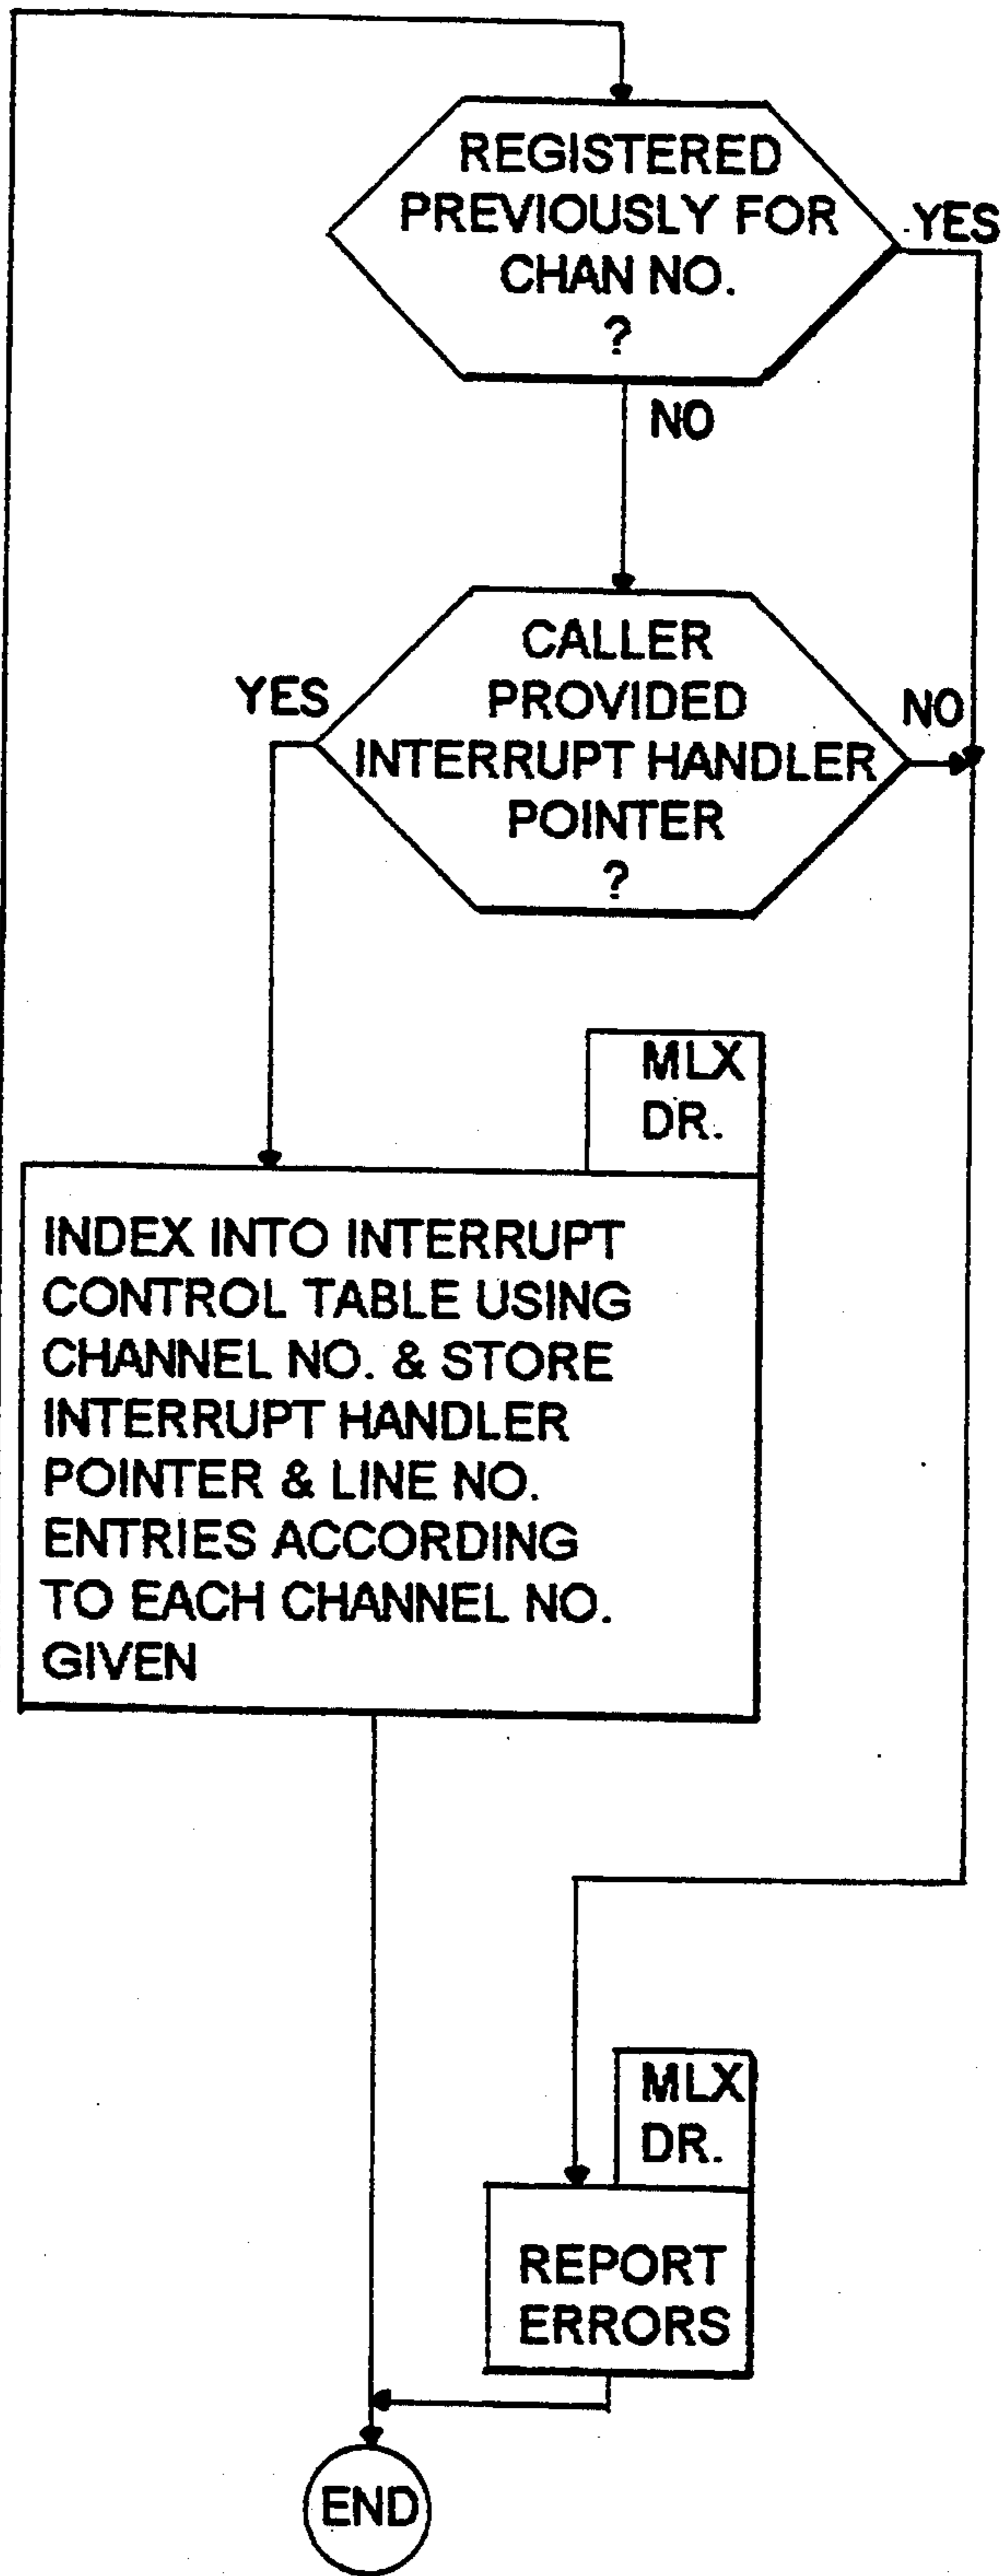 REGISTERED
PREVIOUSLY FOR
CHAN NO.
?
YES
NO
CALLER
PROVIDED
INTERRUPT HANDLER
POINTER
?
YES
NO
MLX
DR.
INDEX INTO INTERRUPT
CONTROL TABLE USING
CHANNEL NO. & STORE
INTERRUPT HANDLER
POINTER & LINE NO.
ENTRIES ACCORDING
TO EACH CHANNEL NO.
GIVEN
MLX
DR.
REPORT
ERRORS
END